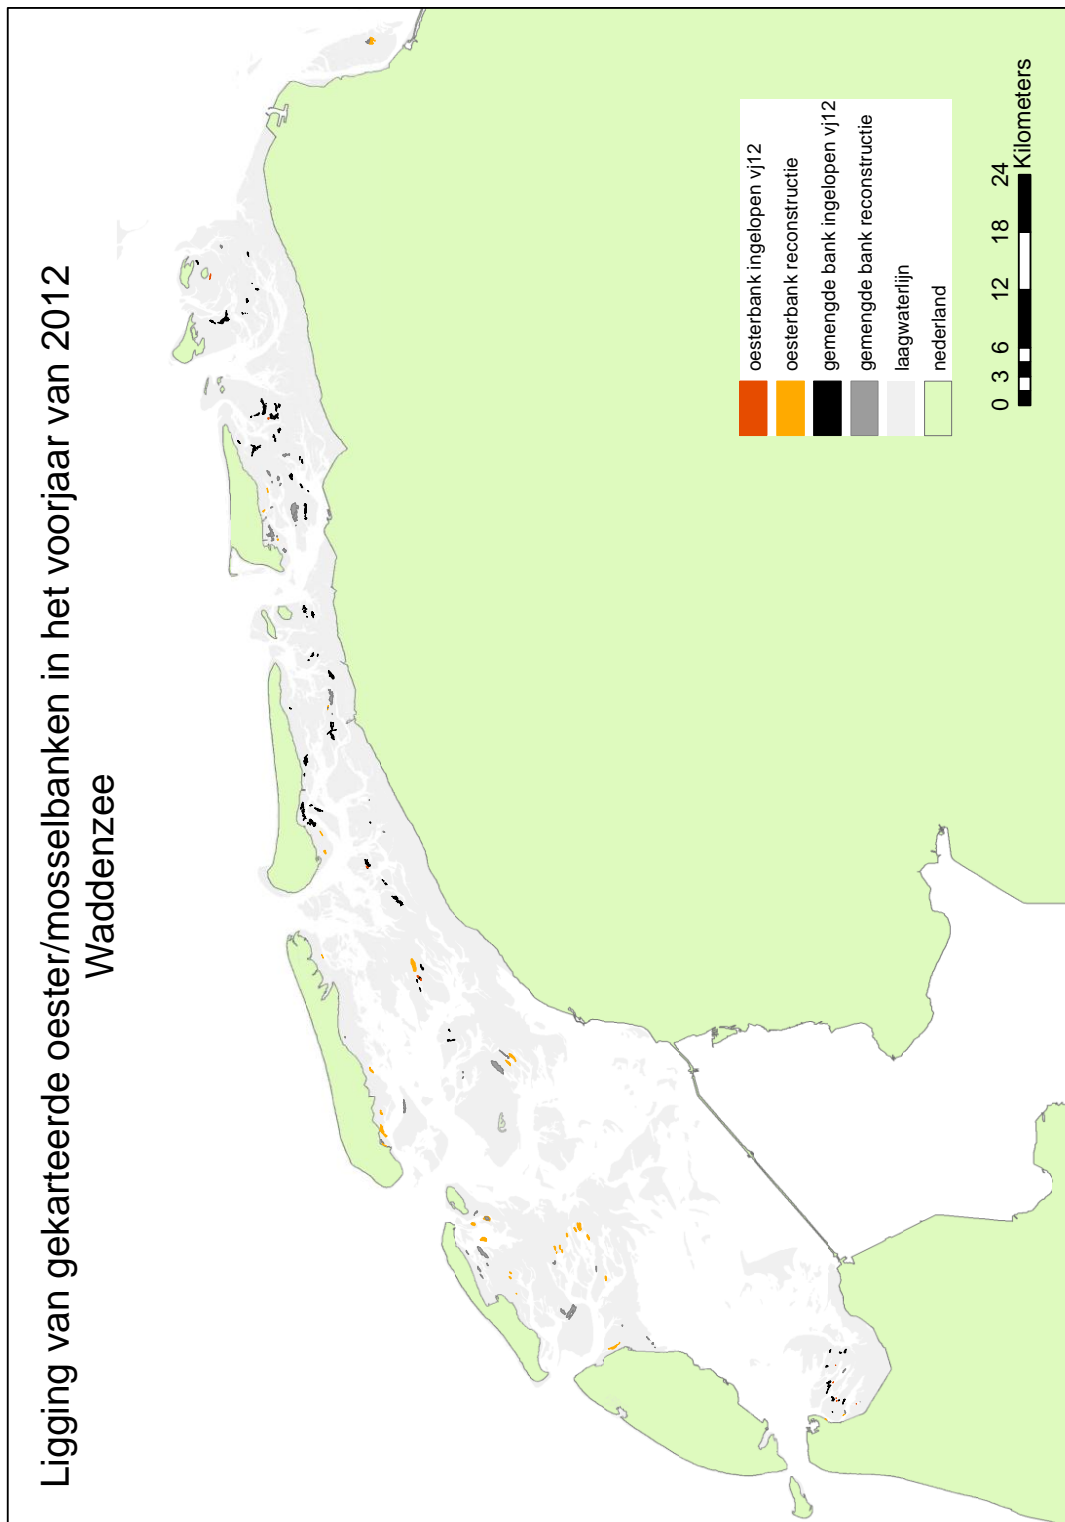 Ligging van gekarteerde oester/mosselbanken in het voorjaar van 2012
Waddenzee
oesterbank ingelopen vj12
oesterbank reconstructie
gemengde bank ingelopen vj12
gemengde bank reconstructie
laagwaterlijn
nederland
0 3 6 12 18 24
Kilometers